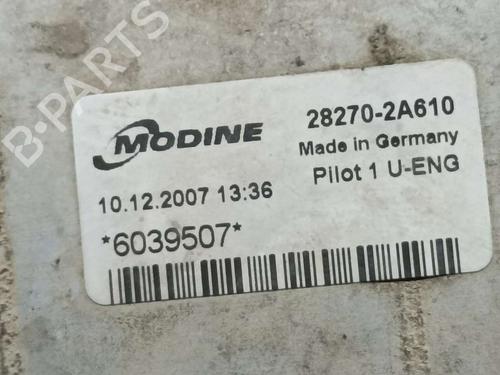 B-PARTS
MODINE
28270-2A610
Made in Germany
10.12.2007 13:36
Pilot 1 U-ENG
*6039507*